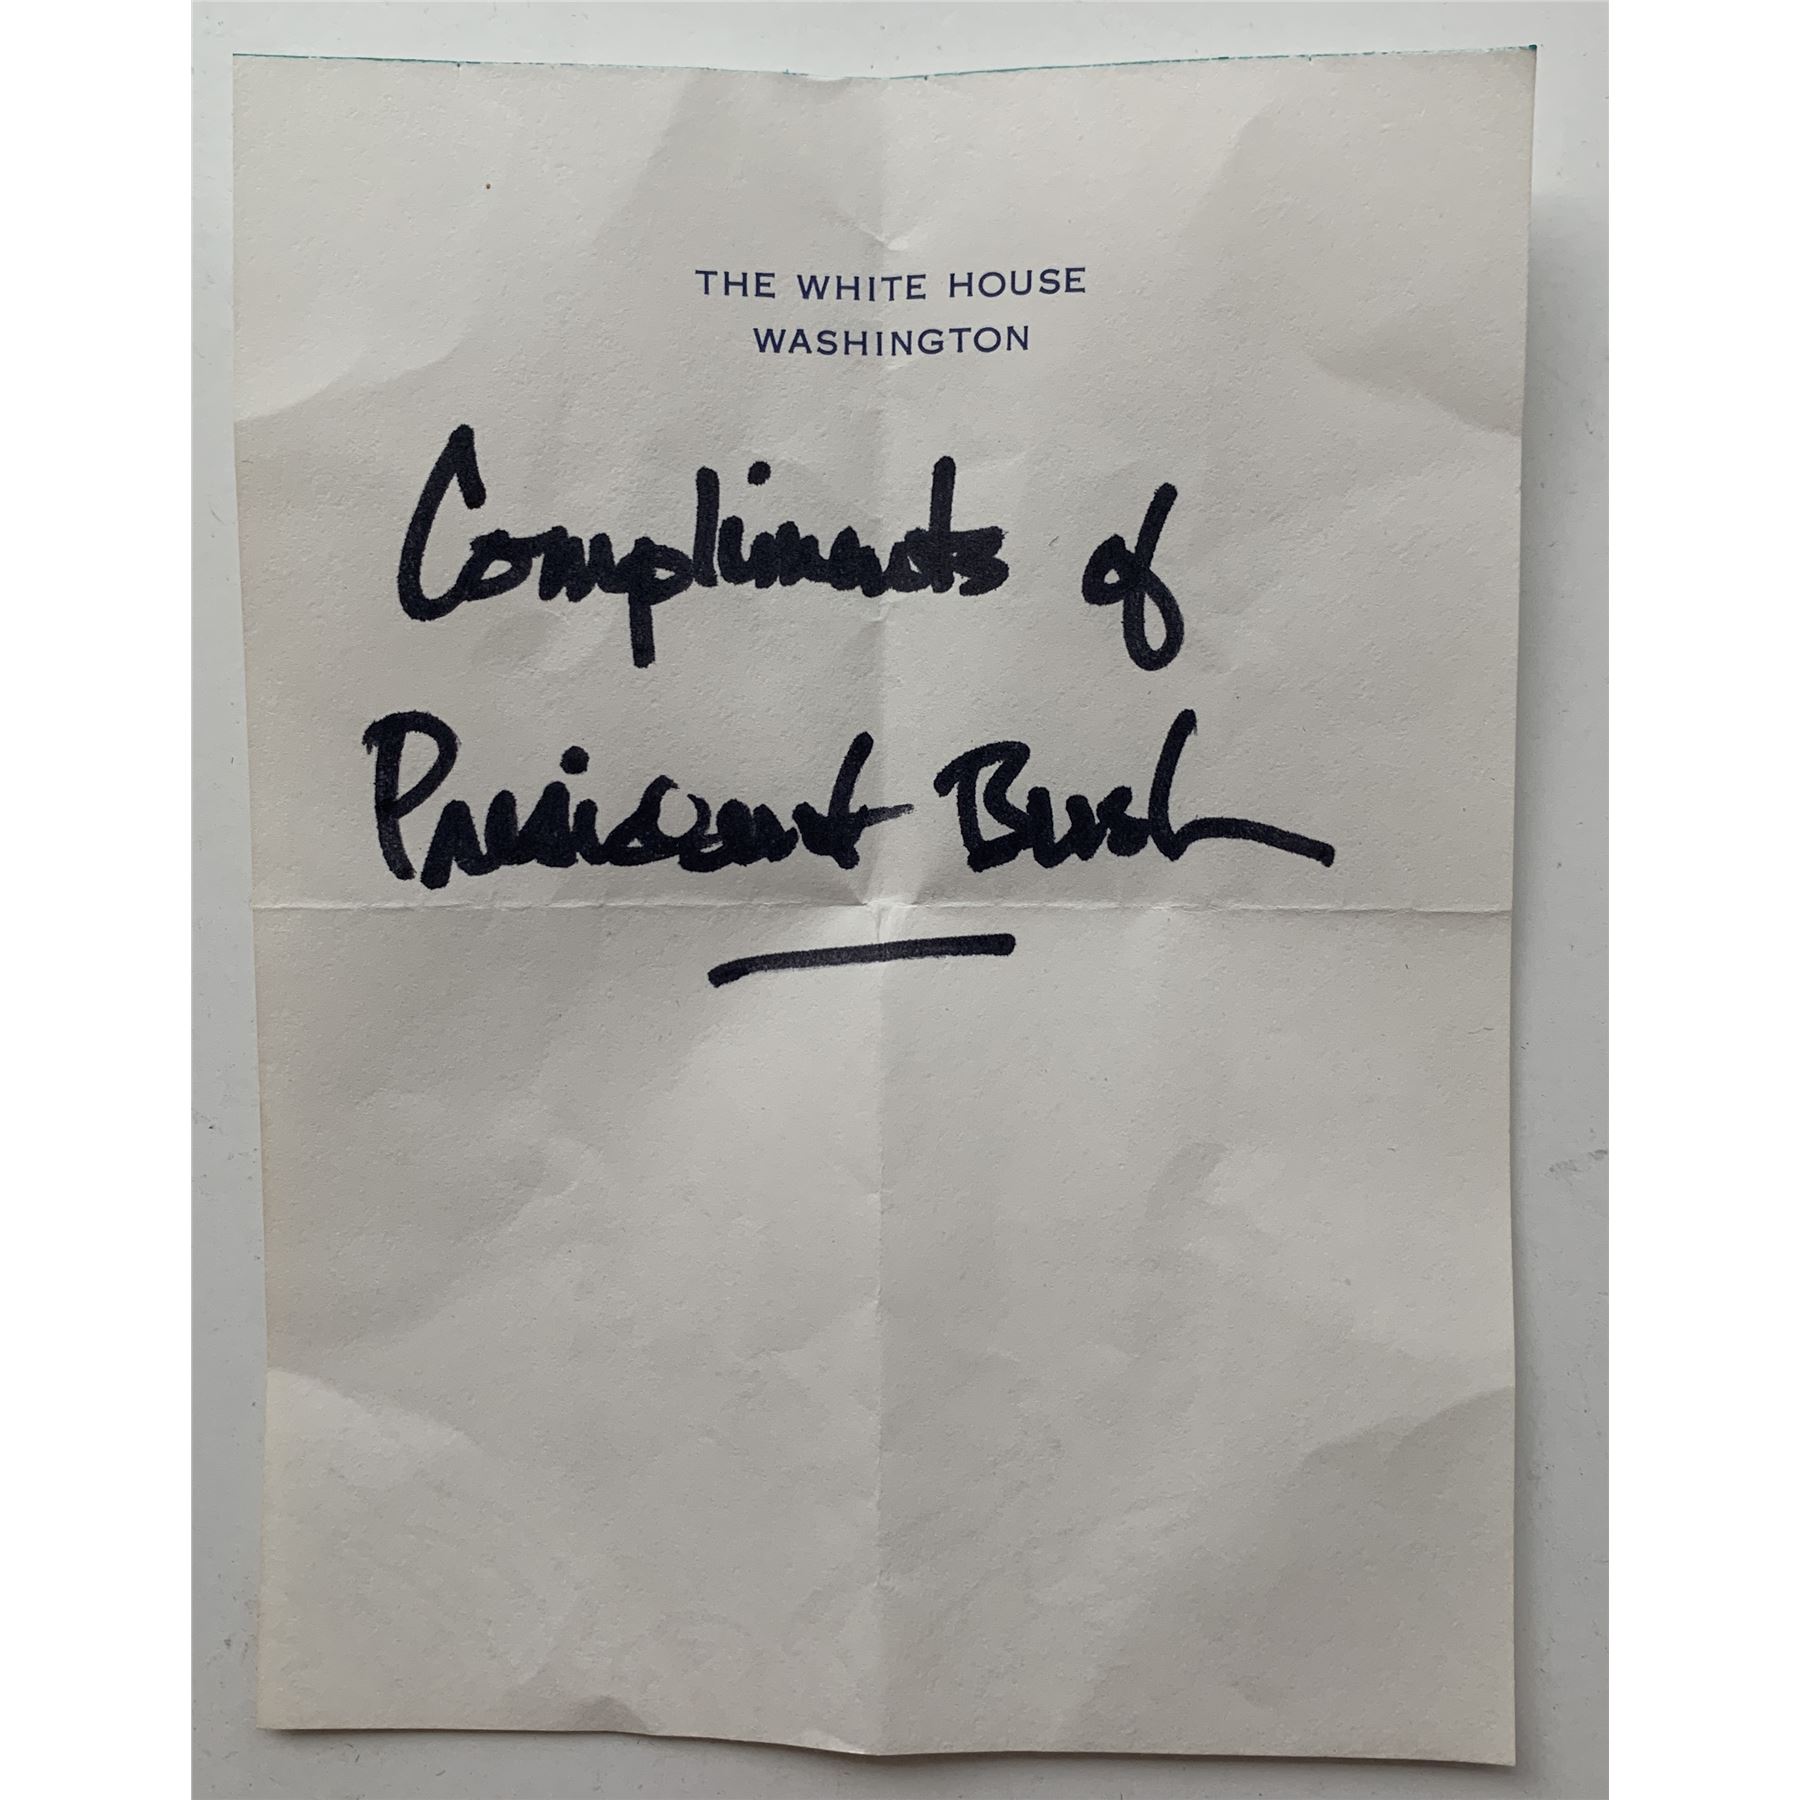 THE WHITE HOUSE
WASHINGTON
Compliments of
President Bush